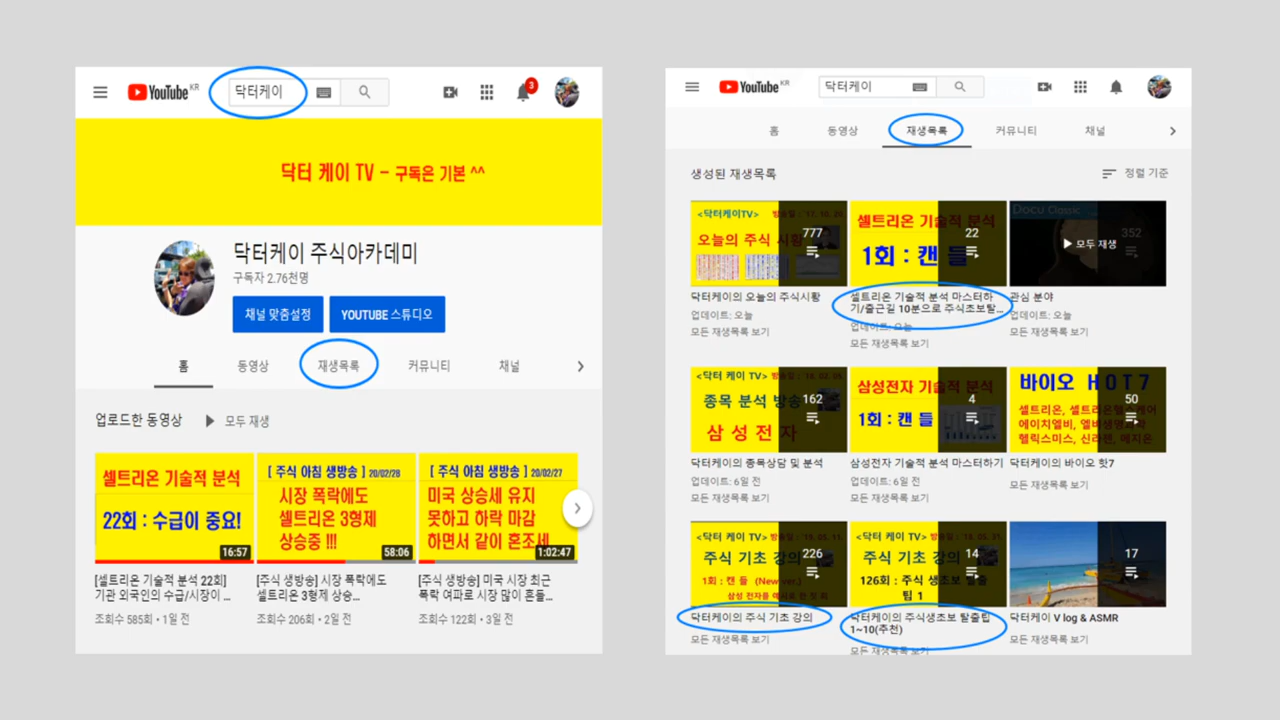 YouTube KR
닥터케이
3
닥터 케이 TV - 구독은 기본 ^^
닥터케이 주식아카데미
구독자 2.76천명
채널 맞춤설정
YOUTUBE 스튜디오
홈
동영상
재생목록
커뮤니티
채널
업로드한 동영상
모두 재생
셀트리온 기술적 분석
22회 : 수급이 중요!
16:57
[셀트리온 기술적 분석 22회]
기관 외국인의 수급/시장이 ...
조회수 585회 • 1일 전
[ 주식 아침 생방송 ] 20/02/28
시장 폭락에도
셀트리온 3형제
상승중 !!!
58:06
[주식 생방송] 시장 폭락에도
셀트리온 3형제 상승...
조회수 206회 • 2일 전
[ 주식 아침 생방송 ] 20/02/27
미국 상승세 유지
못하고 하락 마감
하면서 같이 혼조세
1:02:47
[주식 생방송] 미국 시장 최근
폭락 여파로 시장 많이 흔들...
조회수 122회 • 3일 전
YouTube KR
닥터케이
홈
동영상
재생목록
커뮤니티
채널
생성된 재생목록
정렬 기준
<닥터케이TV>
오늘의 주식 시황
777
닥터케이의 오늘의 주식시황
업데이트: 오늘
모든 재생목록 보기
셀트리온 기술적 분석
1회 : 캔 들
22
셀트리온 기술적 분석 마스터하
기/출근길 10분으로 주식초보탈...
업데이트: 오늘
모든 재생목록 보기
Docu Classic
352
모두 재생
관심 분야
업데이트: 오늘
모든 재생목록 보기
<닥터 케이 TV>
종목 분석 방송
삼 성 전 자
162
닥터케이의 종목상담 및 분석
업데이트: 6일 전
모든 재생목록 보기
삼성전자 기술적 분석
1회 : 캔 들
4
삼성전자 기술적 분석 마스터하기
업데이트: 6일 전
모든 재생목록 보기
바이오 HOT7
셀트리온, 셀트리온헬스케어
에이치엘비, 엘비생명과학
헬릭스미스, 신라젠, 메지온
50
닥터케이의 바이오 핫7
모든 재생목록 보기
<닥터 케이 TV>
주식 기초 강의
1회 : 캔 들 (New ver.)
226
닥터케이의 주식 기초 강의
모든 재생목록 보기
<닥터 케이 TV>
주식 기초 강의
126회 : 주식 생초보 탈출
팁 1
14
닥터케이의 주식생초보 탈출팁
1~10(추천)
모든 재생목록 보기
17
닥터케이 V log & ASMR
모든 재생목록 보기